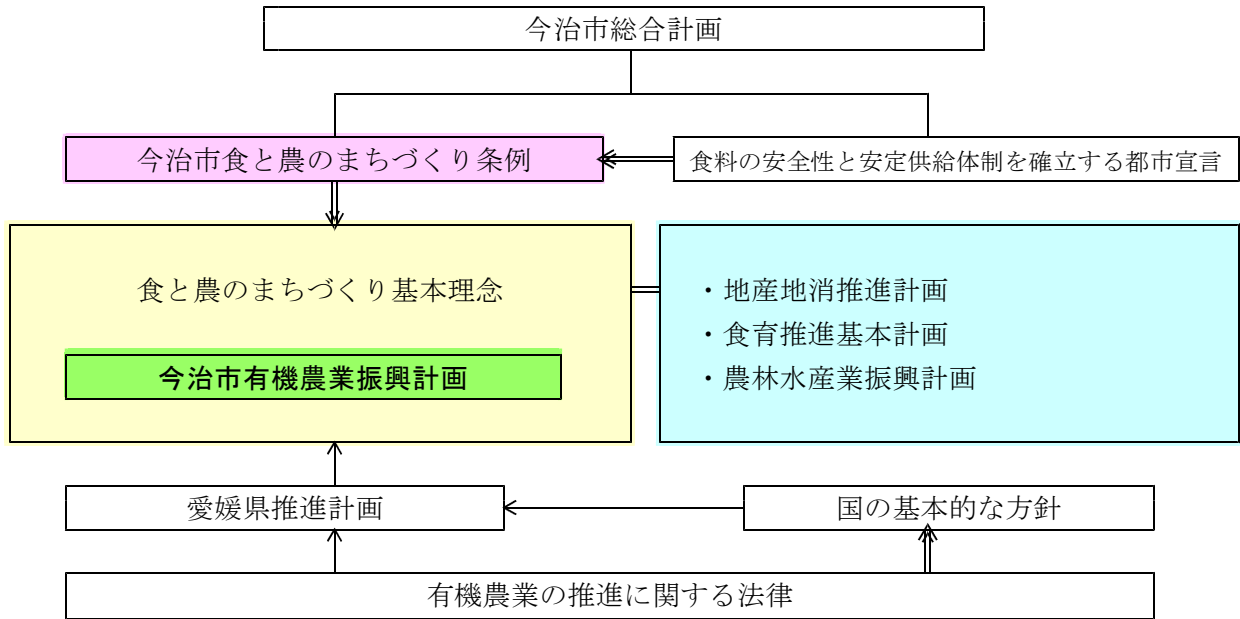 今治市総合計画
今治市食と農のまちづくり条例
食料の安全性と安定供給体制を確立する都市宣言
食と農のまちづくり基本理念
今治市有機農業振興計画
・地産地消推進計画
・食育推進基本計画
・農林水産業振興計画
愛媛県推進計画
国の基本的な方針
有機農業の推進に関する法律